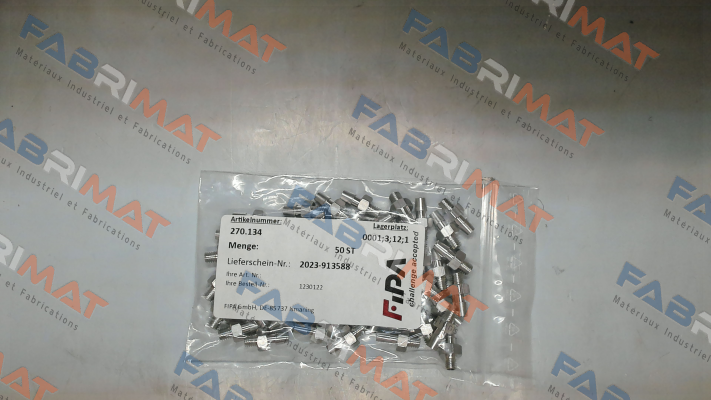 FABRIMAT
Materiaux Industriel et Fabrications
Artikelnummer: Lagerplatz:
270.134 0001;3;12;1
Menge: 50 ST
Lieferschein-Nr.: 2023-913588
Ihre Art. Nr.:
Ihre Bestell-Nr.: 1230122
FIPA GmbH, DE-85737 Ismaning
FIPA
challenge accepted